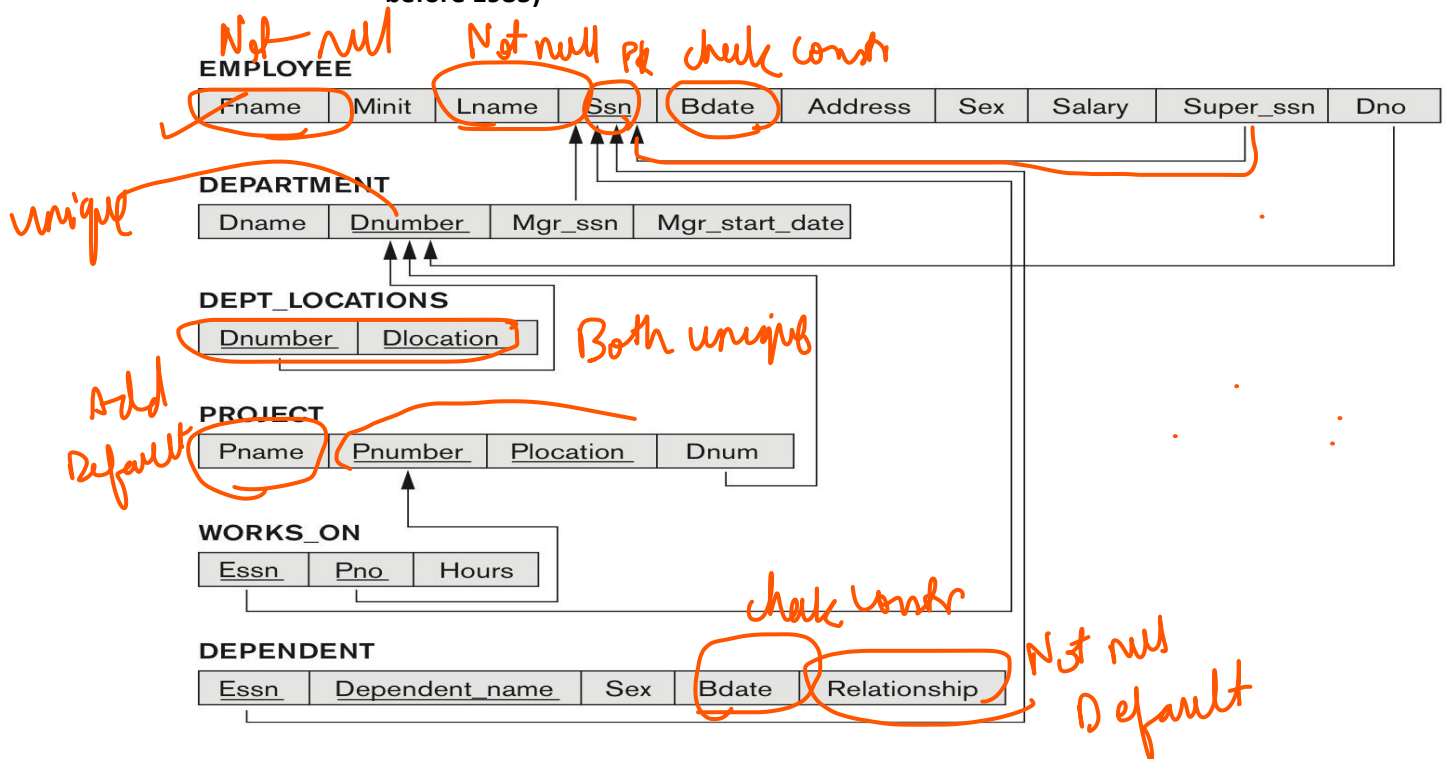 before 1985)
Not null Not null PK check constr
EMPLOYEE
Fname Minit Lname Ssn Bdate Address Sex Salary Super_ssn Dno
DEPARTMENT
unique
Dname Dnumber Mgr_ssn Mgr_start_date
DEPT_LOCATIONS
Dnumber Dlocation
Both unique
Add
Default
PROJECT
Pname Pnumber Plocation Dnum
WORKS_ON
Essn Pno Hours
check constr
DEPENDENT
Not null
Default
Essn Dependent_name Sex Bdate Relationship